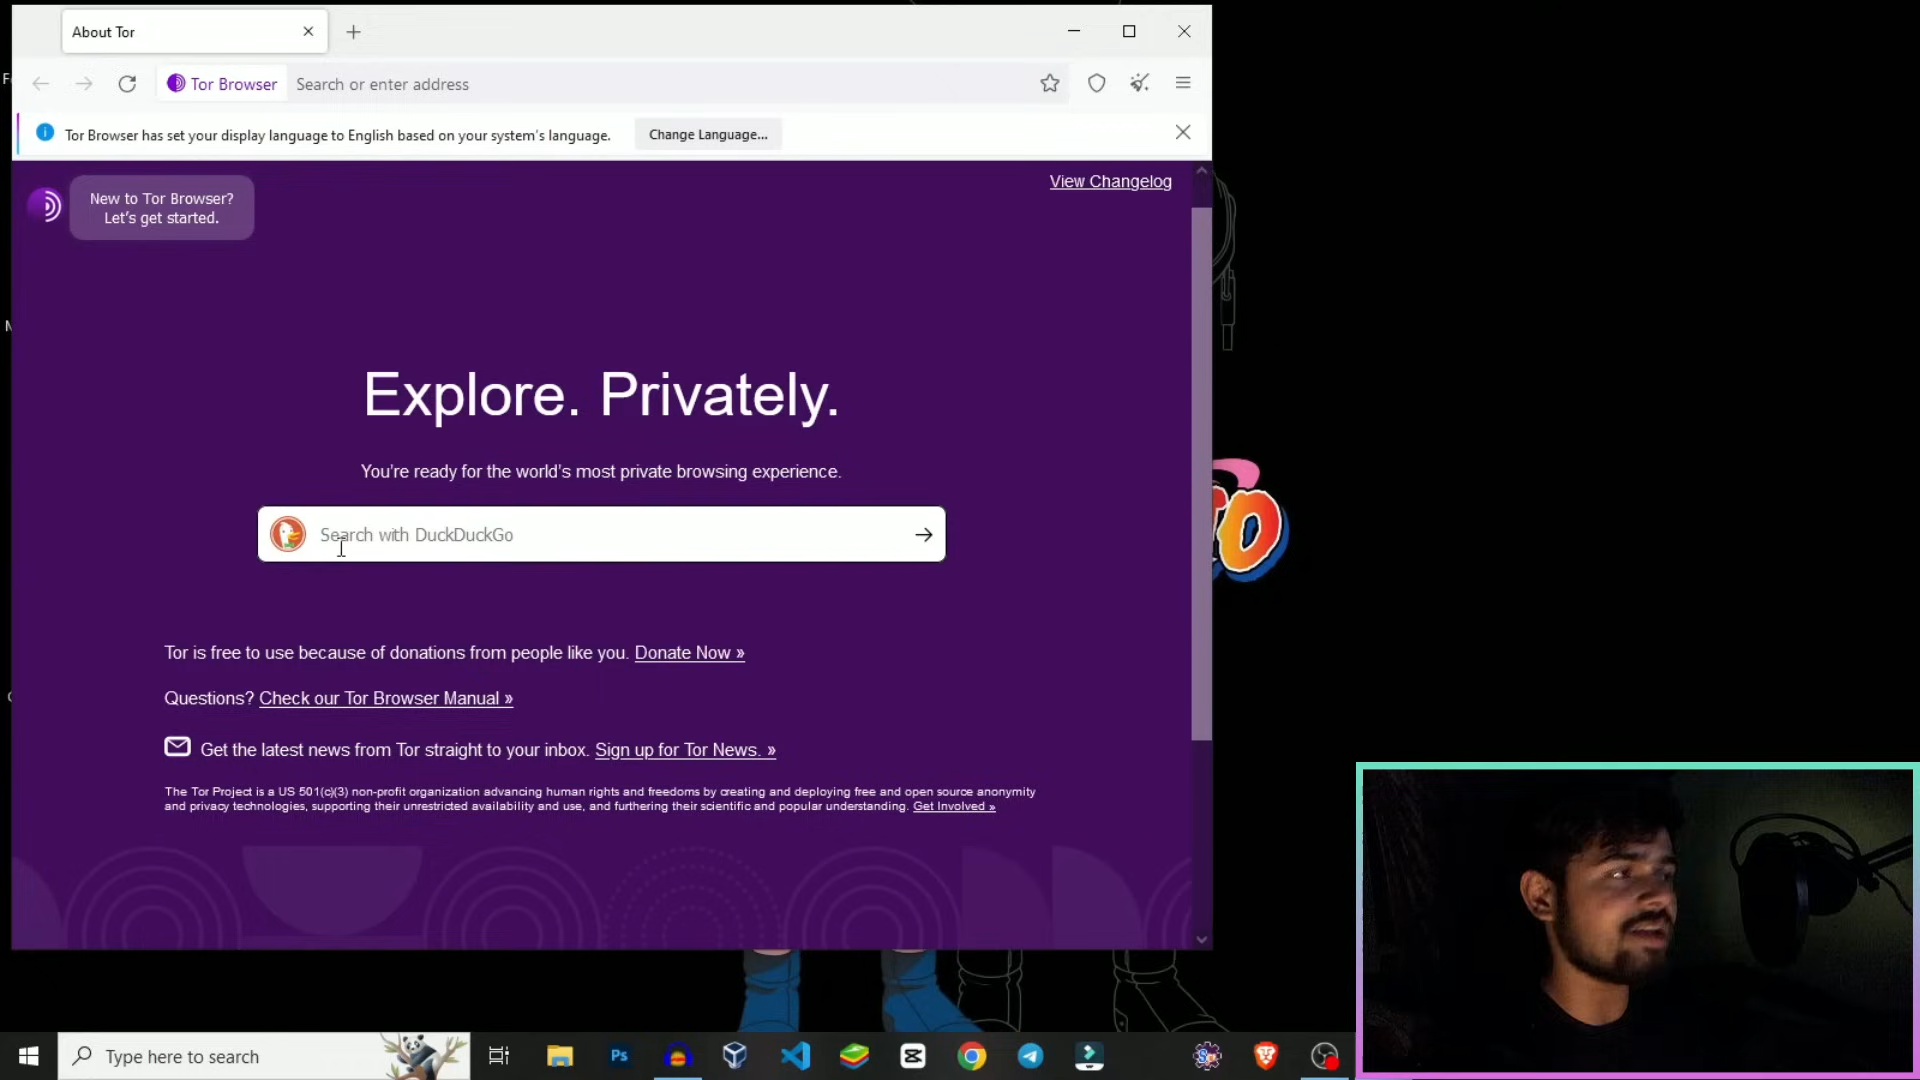 About Tor
Tor Browser
Search or enter address
Tor Browser has set your display language to English based on your system's language.
Change Language...
View Changelog
New to Tor Browser?
Let's get started.
Explore. Privately.
You're ready for the world's most private browsing experience.
Search with DuckDuckGo
Tor is free to use because of donations from people like you. Donate Now »
Questions? Check our Tor Browser Manual »
Get the latest news from Tor straight to your inbox. Sign up for Tor News. »
The Tor Project is a US 501(c)(3) non-profit organization advancing human rights and freedoms by creating and deploying free and open source anonymity
and privacy technologies, supporting their unrestricted availability and use, and furthering their scientific and popular understanding. Get Involved »
Type here to search
Ps